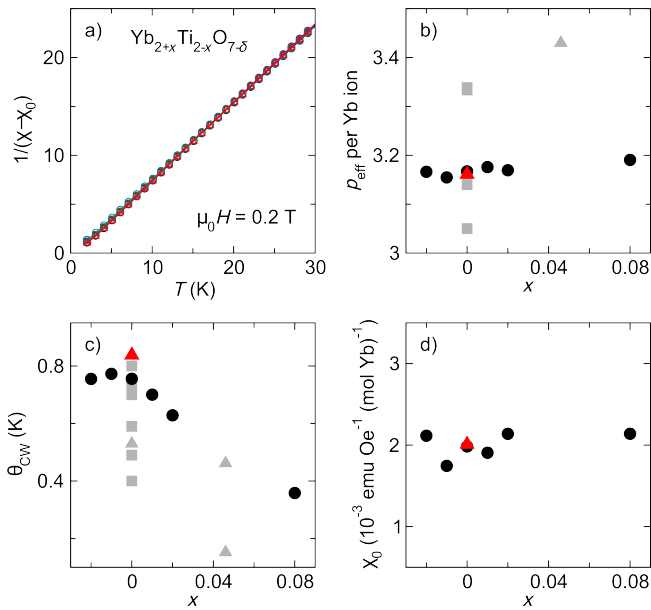 a)
Yb2+xTi2-xO7-δ
μ0H = 0.2 T
1/(χ–χ0)
20
10
0
0
10
20
30
T (K)
b)
peff per Yb ion
3.4
3.2
3
0
0.04
0.08
x
c)
θCW (K)
0.8
0.4
0
0.04
0.08
x
d)
X0 (10-3 emu Oe-1 (mol Yb)-1
3
2
1
0
0.04
0.08
x